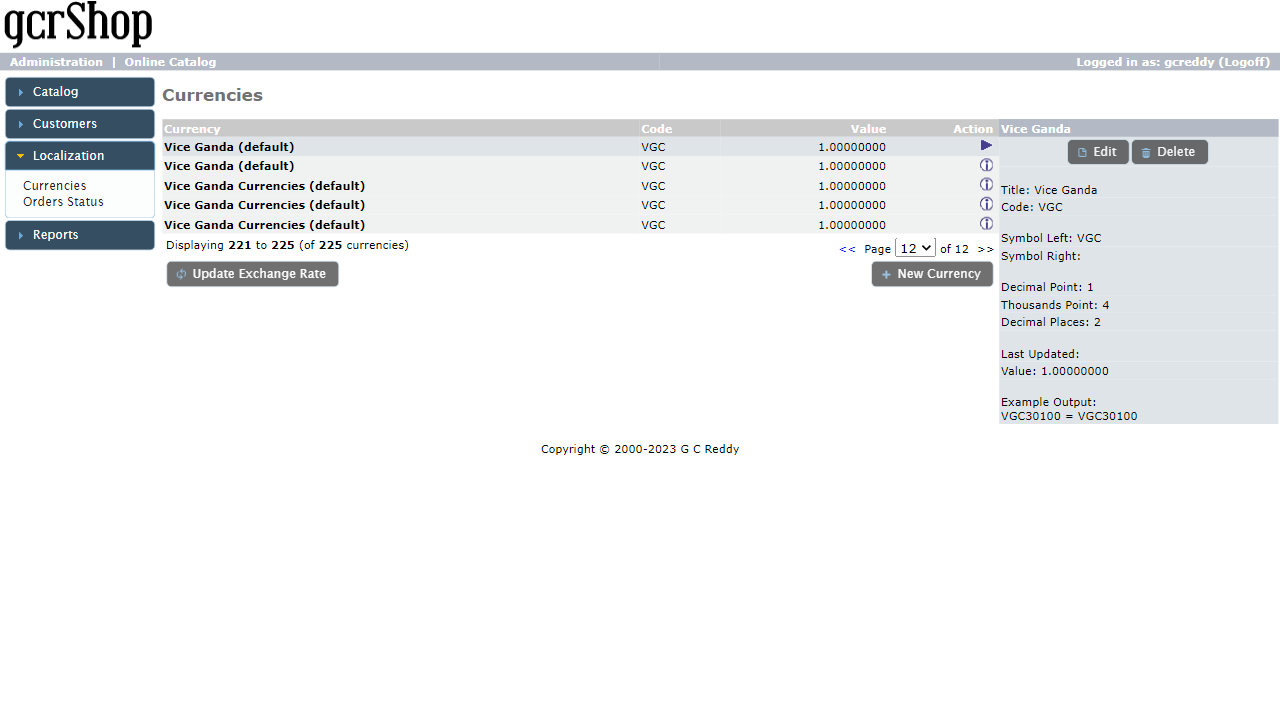 gcrShop
Administration | Online Catalog
Logged in as: gcreddy (Logoff)
Catalog
Customers
Localization
Currencies
Orders Status
Reports
Currencies
Currency Code Value Action
Vice Ganda (default) VGC 1.00000000
Vice Ganda (default) VGC 1.00000000
Vice Ganda Currencies (default) VGC 1.00000000
Vice Ganda Currencies (default) VGC 1.00000000
Vice Ganda Currencies (default) VGC 1.00000000
Displaying 221 to 225 (of 225 currencies)
<< Page 12 of 12 >>
Update Exchange Rate
New Currency
Vice Ganda
Edit Delete
Title: Vice Ganda
Code: VGC
Symbol Left: VGC
Symbol Right:
Decimal Point: 1
Thousands Point: 4
Decimal Places: 2
Last Updated:
Value: 1.00000000
Example Output:
VGC30100 = VGC30100
Copyright © 2000-2023 G C Reddy